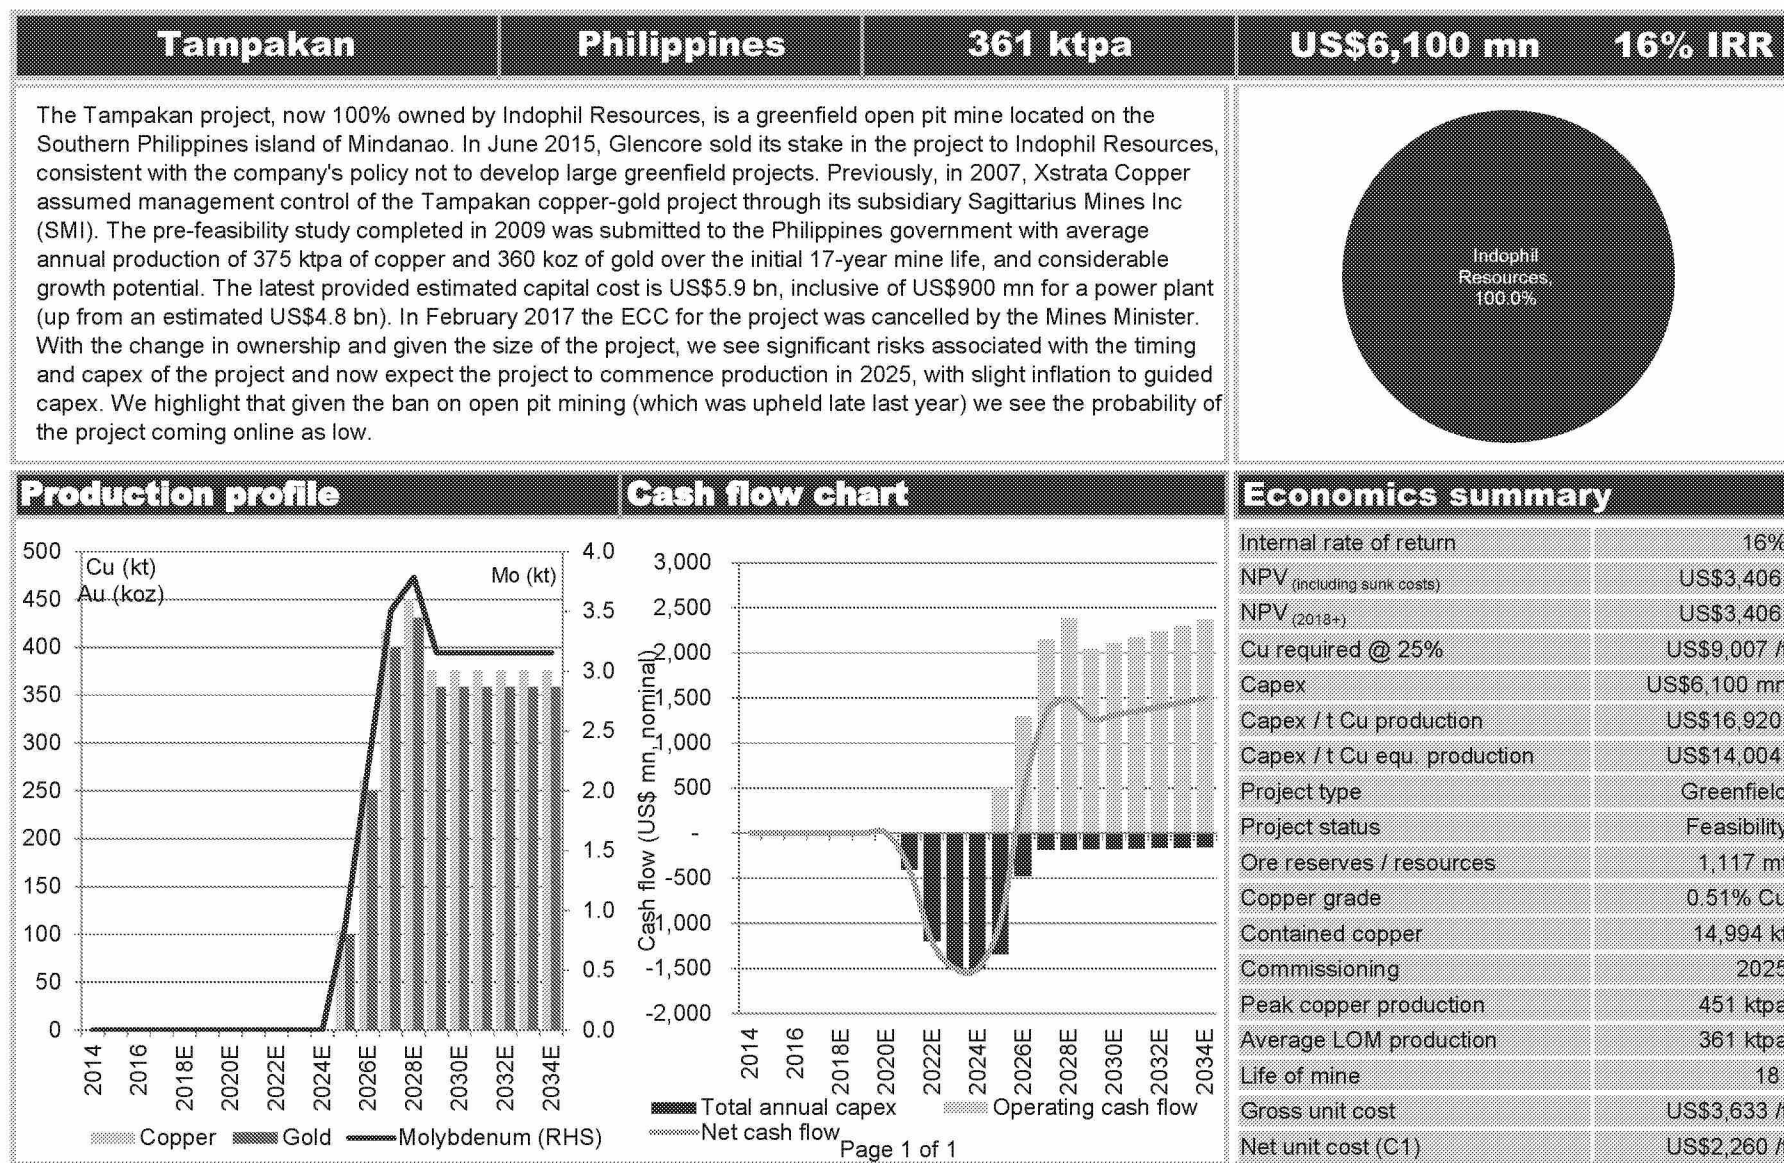 Tampakan Philippines 361 ktpa US$6,100 mn 16% IRR
The Tampakan project, now 100% owned by Indophil Resources, is a greenfield open pit mine located on the
Southern Philippines island of Mindanao. In June 2015, Glencore sold its stake in the project to Indophil Resources,
consistent with the company's policy not to develop large greenfield projects. Previously, in 2007, Xstrata Copper
assumed management control of the Tampakan copper-gold project through its subsidiary Sagittarius Mines Inc
(SMI). The pre-feasibility study completed in 2009 was submitted to the Philippines government with average
annual production of 375 ktpa of copper and 360 koz of gold over the initial 17-year mine life, and considerable
growth potential. The latest provided estimated capital cost is US$5.9 bn, inclusive of US$900 mn for a power plant
(up from an estimated US$4.8 bn). In February 2017 the ECC for the project was cancelled by the Mines Minister.
With the change in ownership and given the size of the project, we see significant risks associated with the timing
and capex of the project and now expect the project to commence production in 2025, with slight inflation to guided
capex. We highlight that given the ban on open pit mining (which was upheld late last year) we see the probability of
the project coming online as low.
Indophil
Resources,
100.0%
Production profile
500
450
400
350
300
250
200
150
100
50
0
Cu (kt)
Au (koz)
Mo (kt)
4.0
3.5
3.0
2.5
2.0
1.5
1.0
0.5
0.0
2014 2016 2018E 2020E 2022E 2024E 2026E 2028E 2030E 2032E 2034E
Copper Gold Molybdenum (RHS)
Cash flow chart
Cash flow (US$ mn, nominal)
3,000
2,500
2,000
1,500
1,000
500
-
-500
-1,000
-1,500
-2,000
2014 2016 2018E 2020E 2022E 2024E 2026E 2028E 2030E 2032E 2034E
Total annual capex Operating cash flow
Net cash flow
Page 1 of 1
Economics summary
Internal rate of return 16%
NPV (including sunk costs) US$3,406
NPV (2018+) US$3,406
Cu required @ 25% US$9,007 /t
Capex US$6,100 mn
Capex / t Cu production US$16,920
Capex / t Cu equ. production US$14,004
Project type Greenfield
Project status Feasibility
Ore reserves / resources 1,117 mt
Copper grade 0.51% Cu
Contained copper 14,994 kt
Commissioning 2025
Peak copper production 451 ktpa
Average LOM production 361 ktpa
Life of mine 18
Gross unit cost US$3,633 /t
Net unit cost (C1) US$2,260 /t